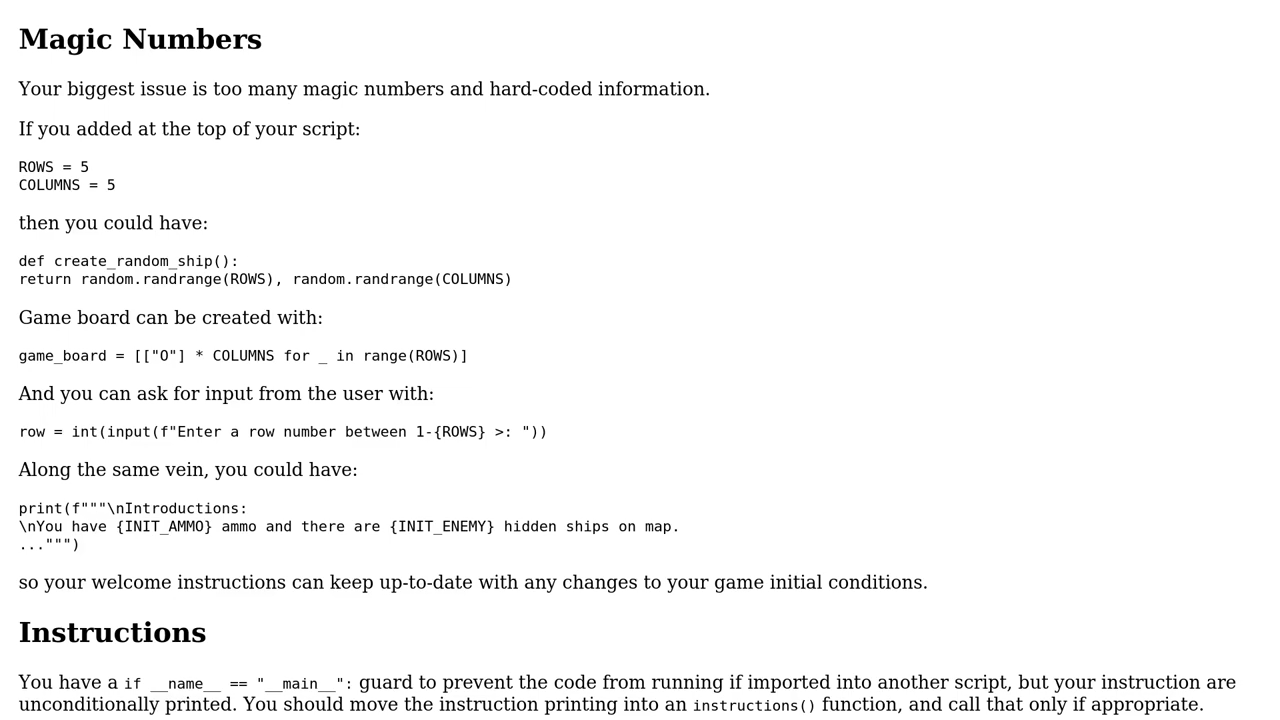 Magic Numbers
Your biggest issue is too many magic numbers and hard-coded information.
If you added at the top of your script:
ROWS = 5
COLUMNS = 5
then you could have:
def create_random_ship():
return random.randrange(ROWS), random.randrange(COLUMNS)
Game board can be created with:
game_board = [["O"] * COLUMNS for _ in range(ROWS)]
And you can ask for input from the user with:
row = int(input(f"Enter a row number between 1-{ROWS} >: "))
Along the same vein, you could have:
print(f"""\nIntroductions:
\nYou have {INIT_AMMO} ammo and there are {INIT_ENEMY} hidden ships on map.
...""")
so your welcome instructions can keep up-to-date with any changes to your game initial conditions.
Instructions
You have a if __name__ == "__main__": guard to prevent the code from running if imported into another script, but your instruction are
unconditionally printed. You should move the instruction printing into an instructions() function, and call that only if appropriate.